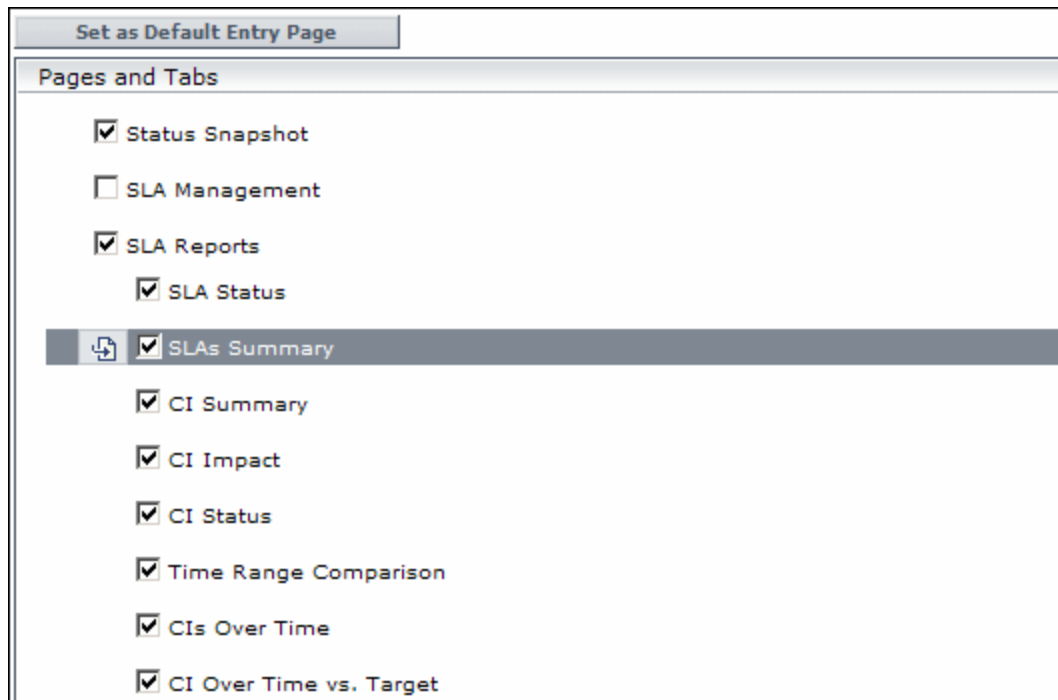 Set as Default Entry Page
Pages and Tabs
Status Snapshot
SLA Management
SLA Reports
SLA Status
SLAs Summary
CI Summary
CI Impact
CI Status
Time Range Comparison
CIs Over Time
CI Over Time vs. Target